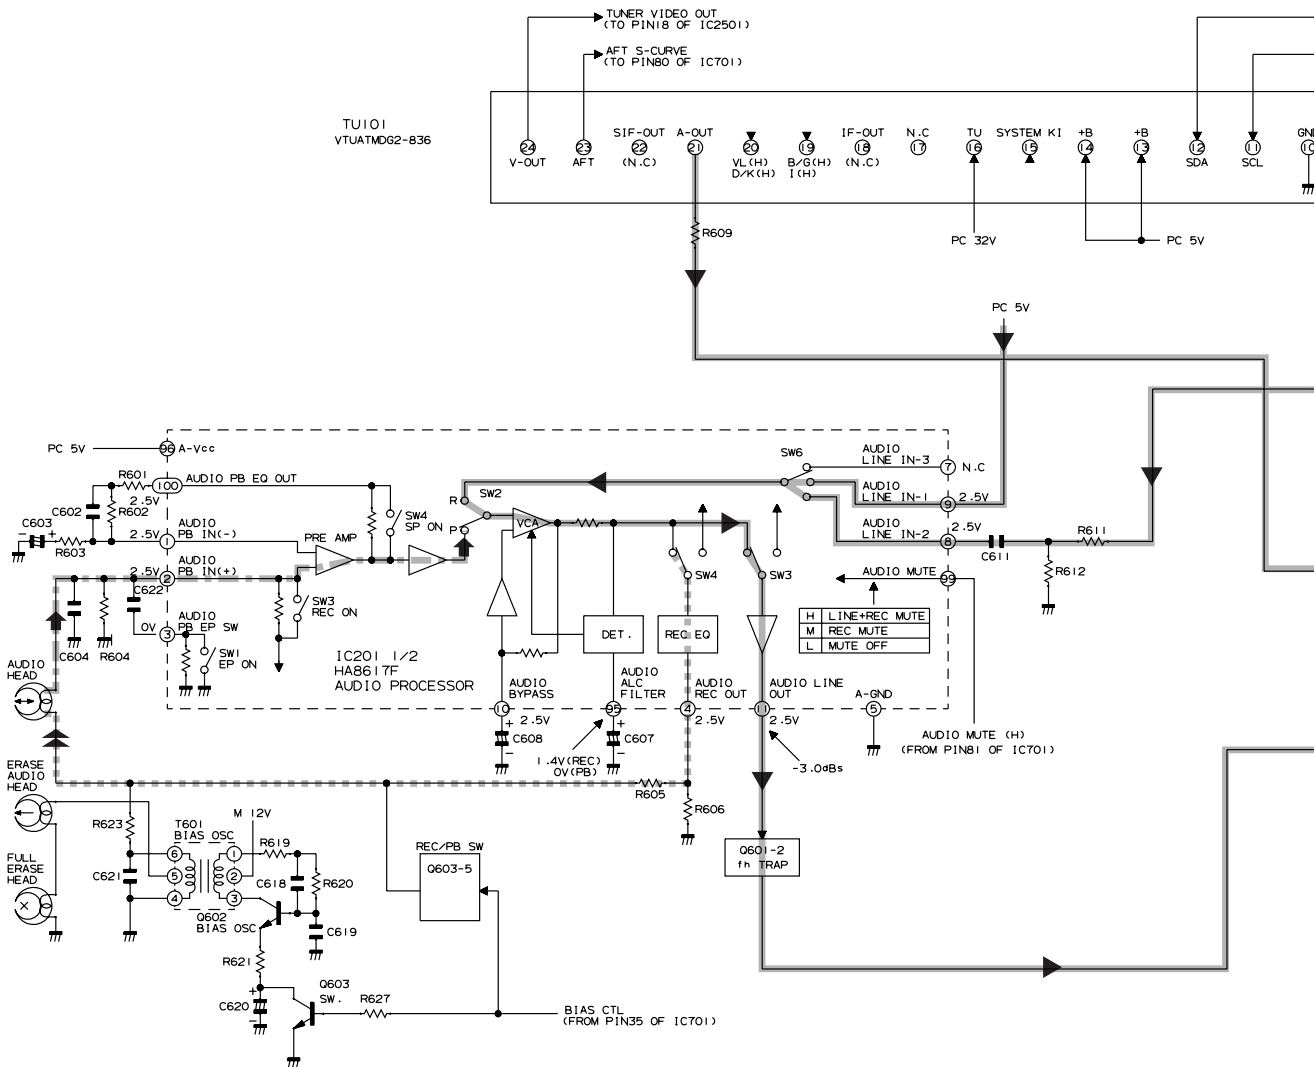 TUNER VIDEO OUT
(TO PIN18 OF IC2501)
AFT S-CURVE
(TO PIN80 OF IC701)
TU101
VTUATMDG2-836
SIF-OUT A-OUT IF-OUT N.C TU SYSTEM KI +B +B GND
24 23 22 21 20 19 18 17 16 15 14 13 12 11 10
V-OUT AFT (N.C) VL(H) B/G(H) (N.C) SDA SCL
D/K(H) I(H)
R609
PC 32V
PC 5V
PC 5V
PC 5V
96 A-Vcc
R601
100 AUDIO PB EQ OUT
2.5V
C602
R602
C603
- +
R603
2.5V
1
AUDIO
PB IN(-)
2.5V
2
AUDIO
PB IN(+)
C622
0V
3
AUDIO
PB EP SW
C604
R604
SW1
EP ON
PRE AMP
SW4
SP ON
SW3
REC ON
R
SW2
P
VCA
SW6
AUDIO
LINE IN-3
7 N.C
AUDIO
LINE IN-1
9 2.5V
AUDIO
LINE IN-2
2.5V
8
C611
R611
R612
AUDIO MUTE
99
H LINE+REC MUTE
M REC MUTE
L MUTE OFF
SW4
SW3
DET.
REC EQ
IC201 1/2
HA8617F
AUDIO PROCESSOR
AUDIO
BYPASS
10
2.5V
AUDIO
ALC
FILTER
95
AUDIO
REC OUT
4
2.5V
AUDIO LINE
OUT
11
2.5V
A-GND
5
AUDIO MUTE (H)
(FROM PIN81 OF IC701)
+
C608
-
+
C607
-
1.4V(REC)
0V(PB)
-3.0dBs
AUDIO
HEAD
ERASE
AUDIO
HEAD
FULL
ERASE
HEAD
R605
R606
R623
C621
T601
BIAS OSC
M 12V
6 5 4
1 2 3
R619
C618
R620
C619
Q602
BIAS OSC
R621
+
C620
-
Q603
SW.
R627
REC/PB SW
Q603-5
Q601-2
fh TRAP
BIAS CTL
(FROM PIN35 OF IC701)